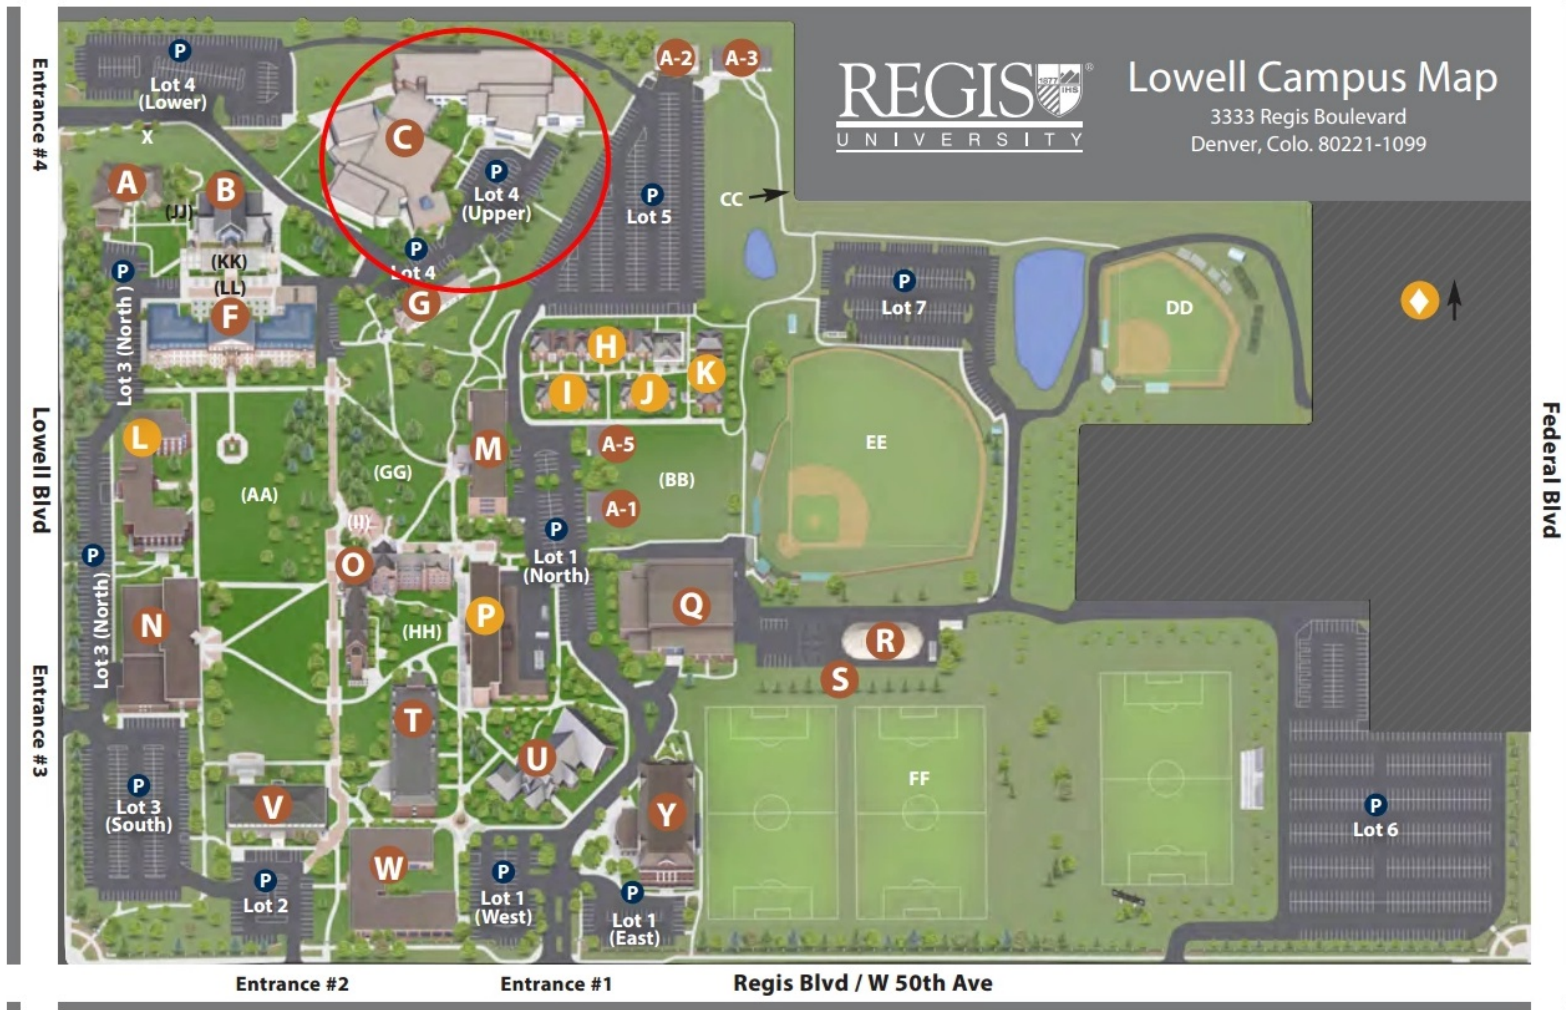 REGIS
1877
IHS
®
UNIVERSITY
Lowell Campus Map
3333 Regis Boulevard
Denver, Colo. 80221-1099
Entrance #4
Lowell Blvd
Entrance #3
P
Lot 4
(Lower)
X
A
B
(JJ)
(KK)
(LL)
F
C
P
Lot 4
(Upper)
P
Lot 4
G
A-2
A-3
P
Lot 5
CC
P
Lot 7
DD
P
Lot 3 (North)
H
I
J
K
L
(AA)
(GG)
M
A-5
A-1
(BB)
EE
(II)
P
Lot 1
(North)
P
Lot 3 (North)
N
O
(HH)
P
Q
R
S
T
U
V
W
Y
FF
P
Lot 3
(South)
P
Lot 2
P
Lot 1
(West)
P
Lot 1
(East)
P
Lot 6
Federal Blvd
Entrance #2
Entrance #1
Regis Blvd / W 50th Ave